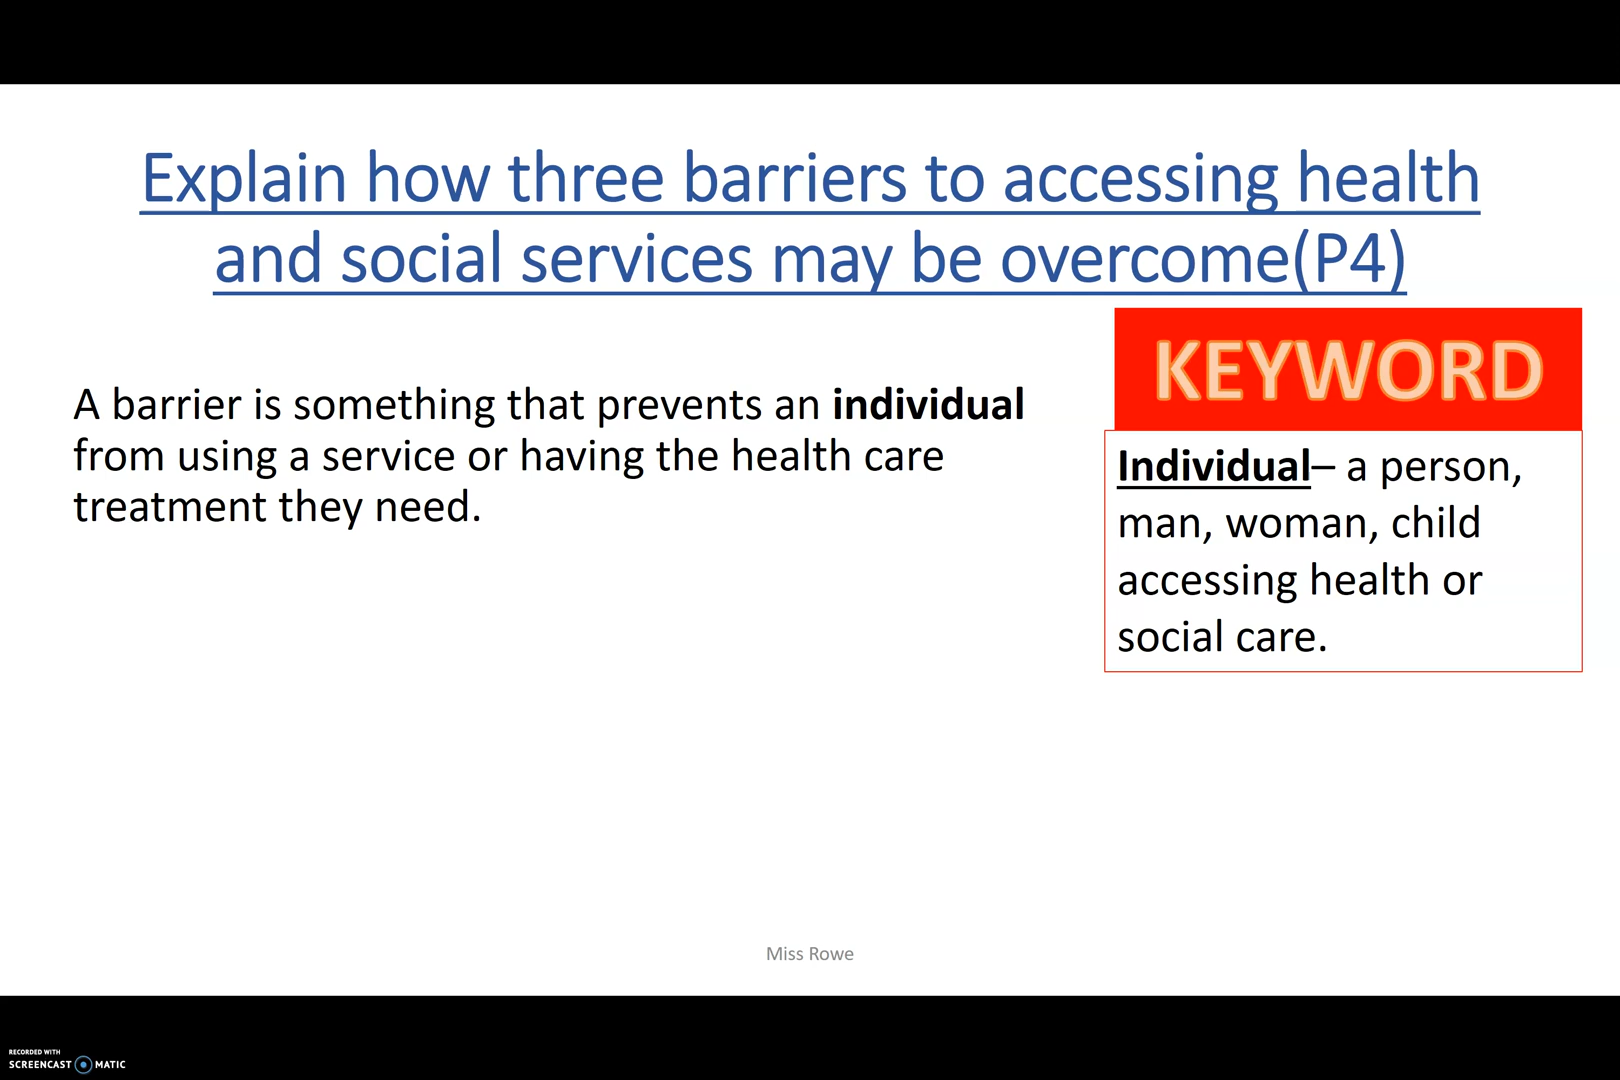 Explain how three barriers to accessing health
and social services may be overcome(P4)
KEYWORD
A barrier is something that prevents an individual
from using a service or having the health care
treatment they need.
Individual– a person,
man, woman, child
accessing health or
social care.
Miss Rowe
RECORDED WITH
SCREENCAST MATIC